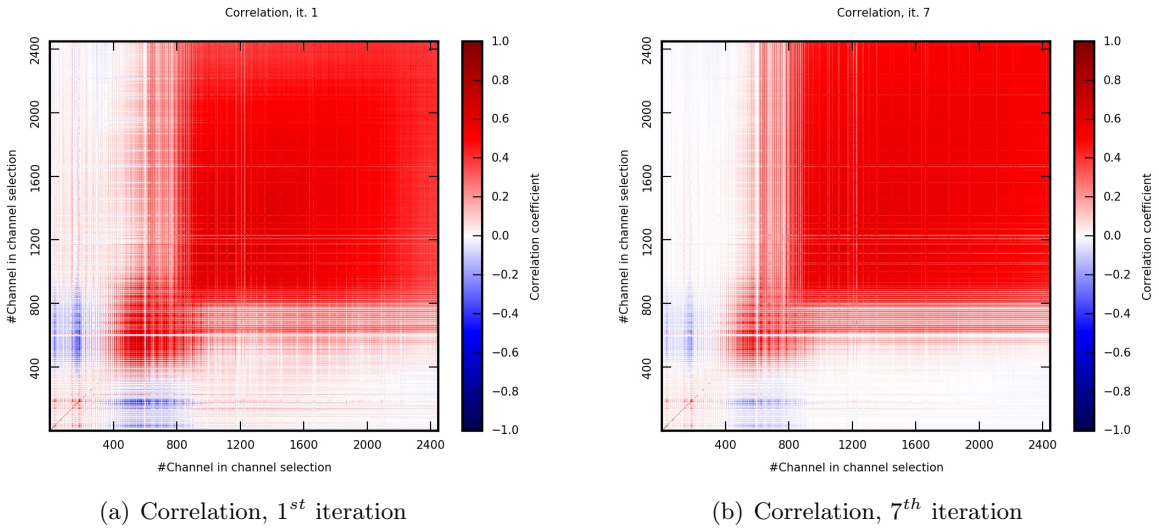 Correlation, it. 1
2400
2000
1600
1200
800
400
#Channel in channel selection
400 800 1200 1600 2000 2400
#Channel in channel selection
1.0
0.8
0.6
0.4
0.2
0.0
−0.2
−0.4
−0.6
−0.8
−1.0
Correlation coefficient
(a) Correlation, 1st iteration
Correlation, it. 7
2400
2000
1600
1200
800
400
#Channel in channel selection
400 800 1200 1600 2000 2400
#Channel in channel selection
1.0
0.8
0.6
0.4
0.2
0.0
−0.2
−0.4
−0.6
−0.8
−1.0
Correlation coefficient
(b) Correlation, 7th iteration